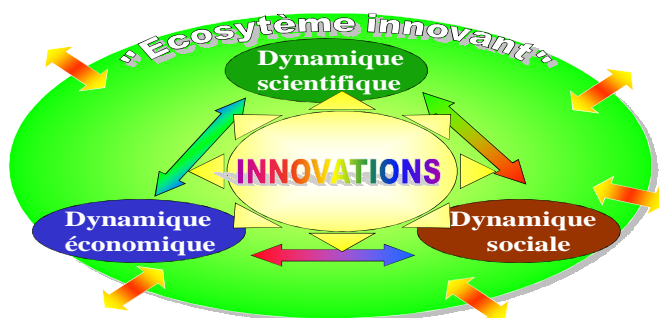 "Ecosytème innovant"
Dynamique
scientifique
INNOVATIONS
Dynamique
économique
Dynamique
sociale